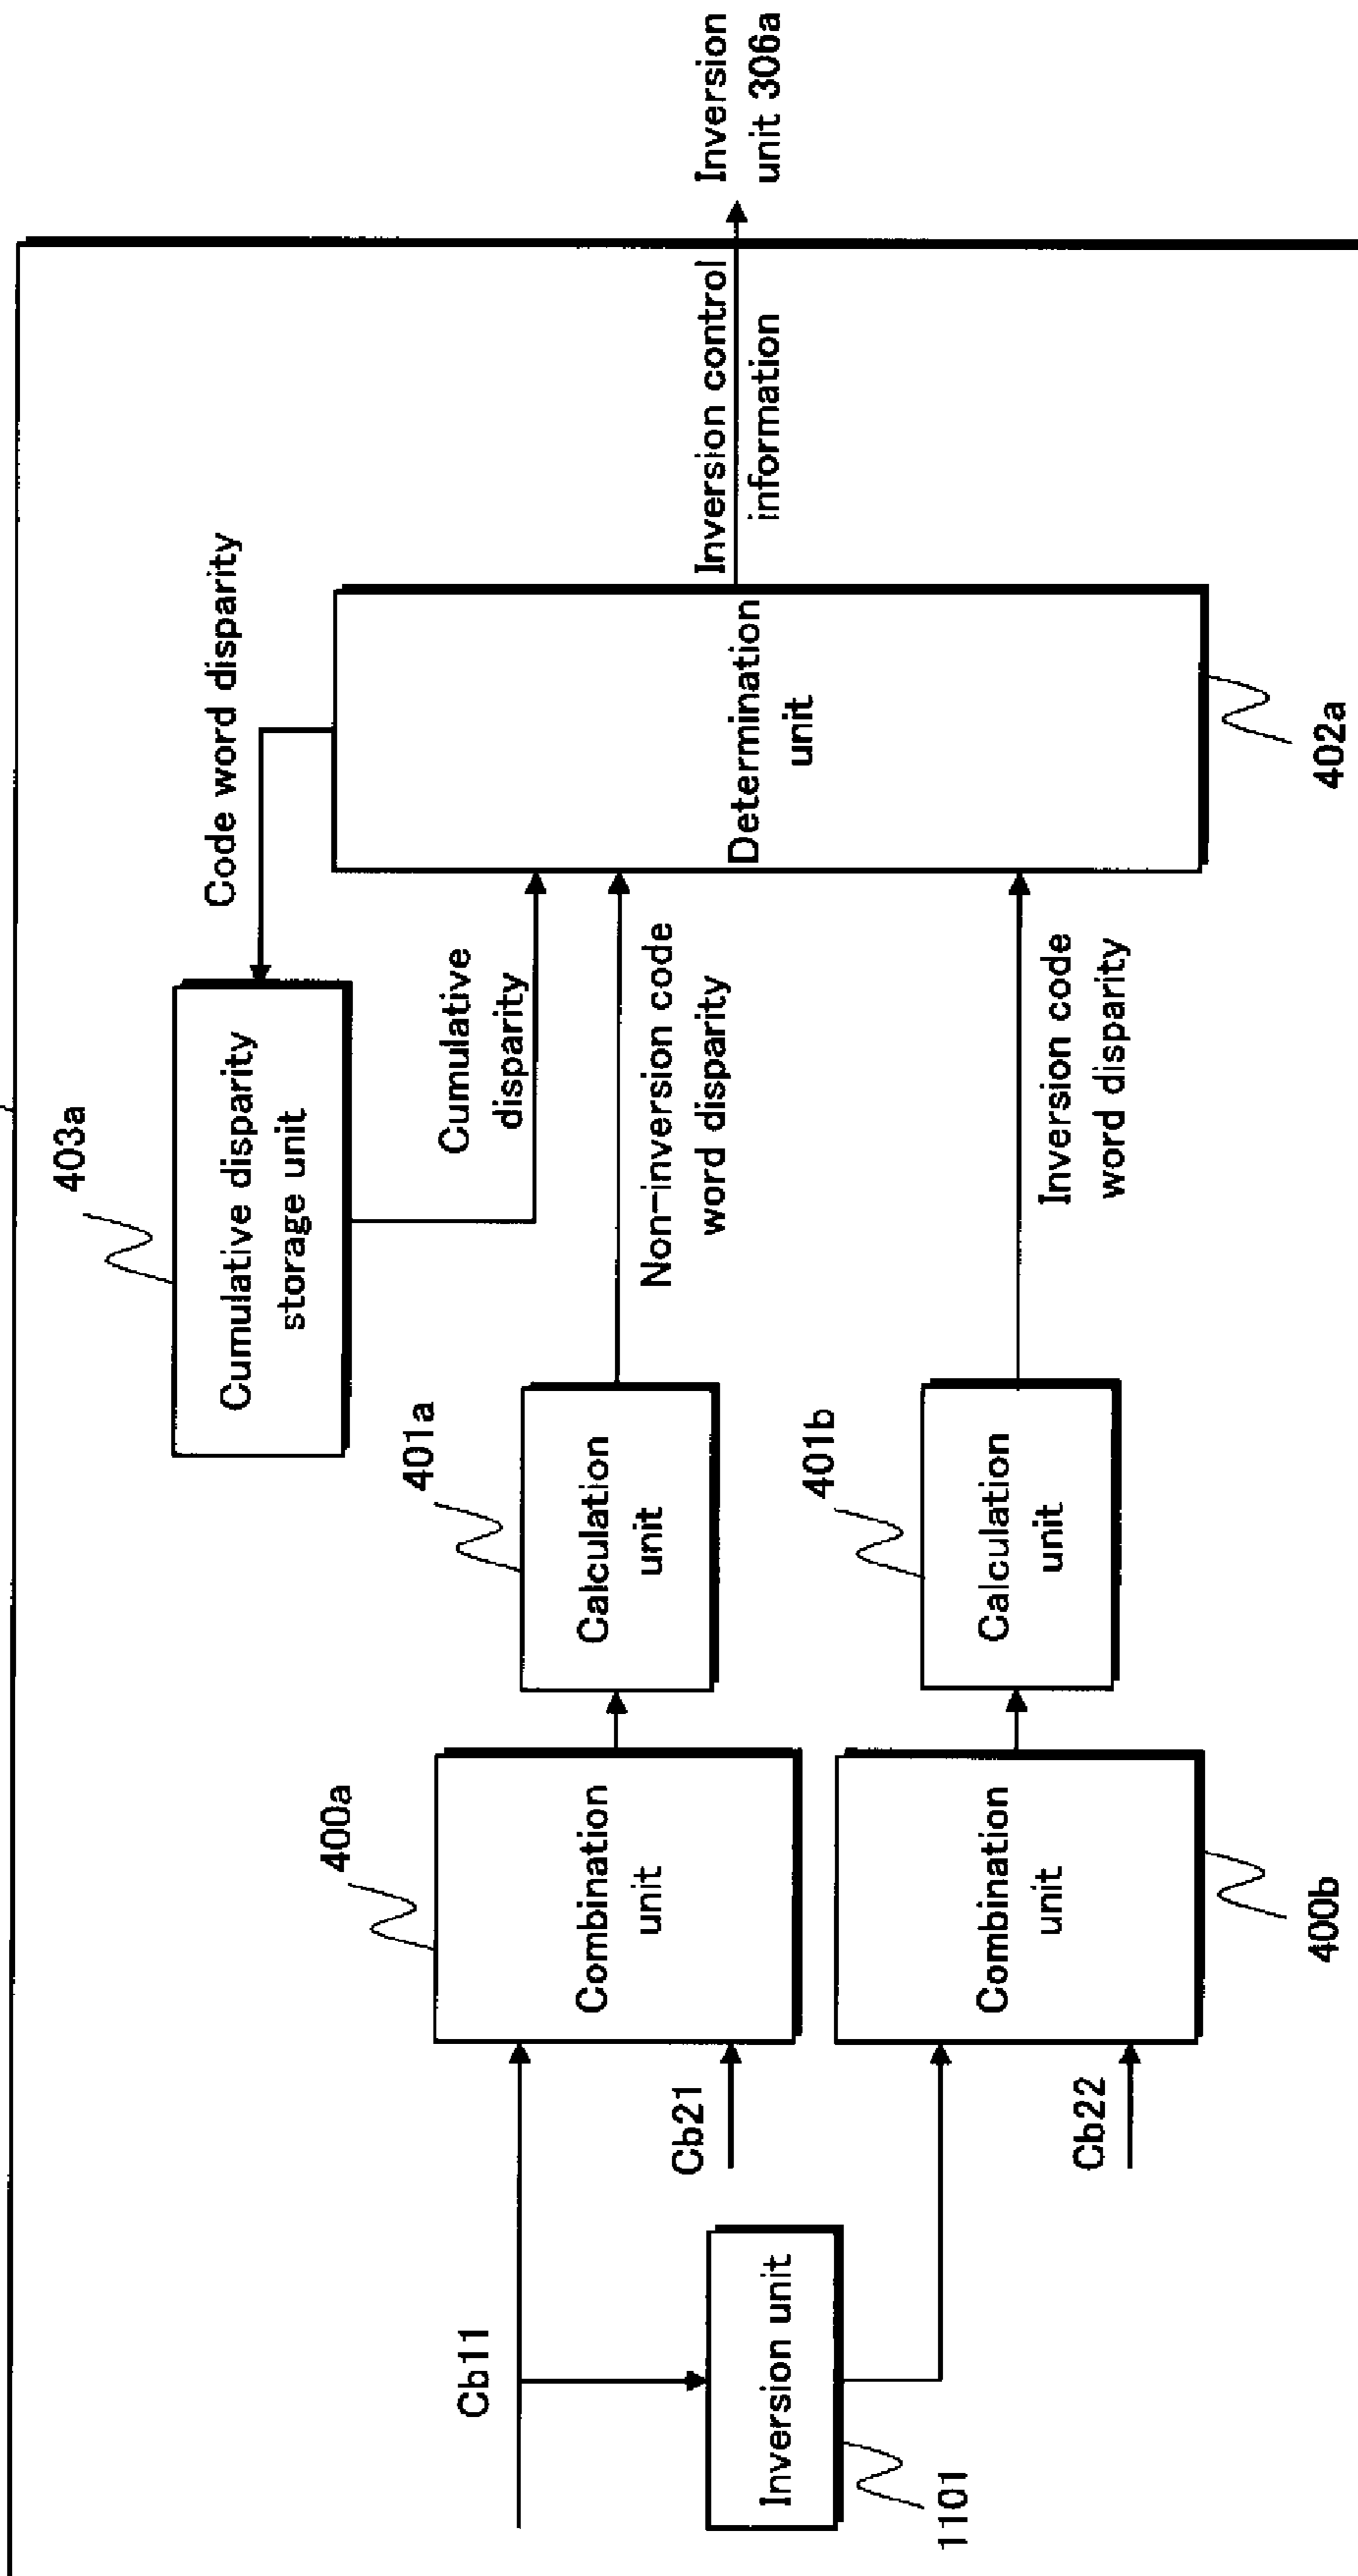 403a
Cumulative disparity
storage unit
Code word disparity
Cumulative
disparity
Cb11
400a
401a
Combination
unit
Calculation
unit
Non-inversion code
word disparity
Cb21
Determination
unit
402a
Inversion control
information
Inversion
unit 306a
Inversion unit
1101
Cb22
Combination
unit
400b
401b
Calculation
unit
Inversion code
word disparity